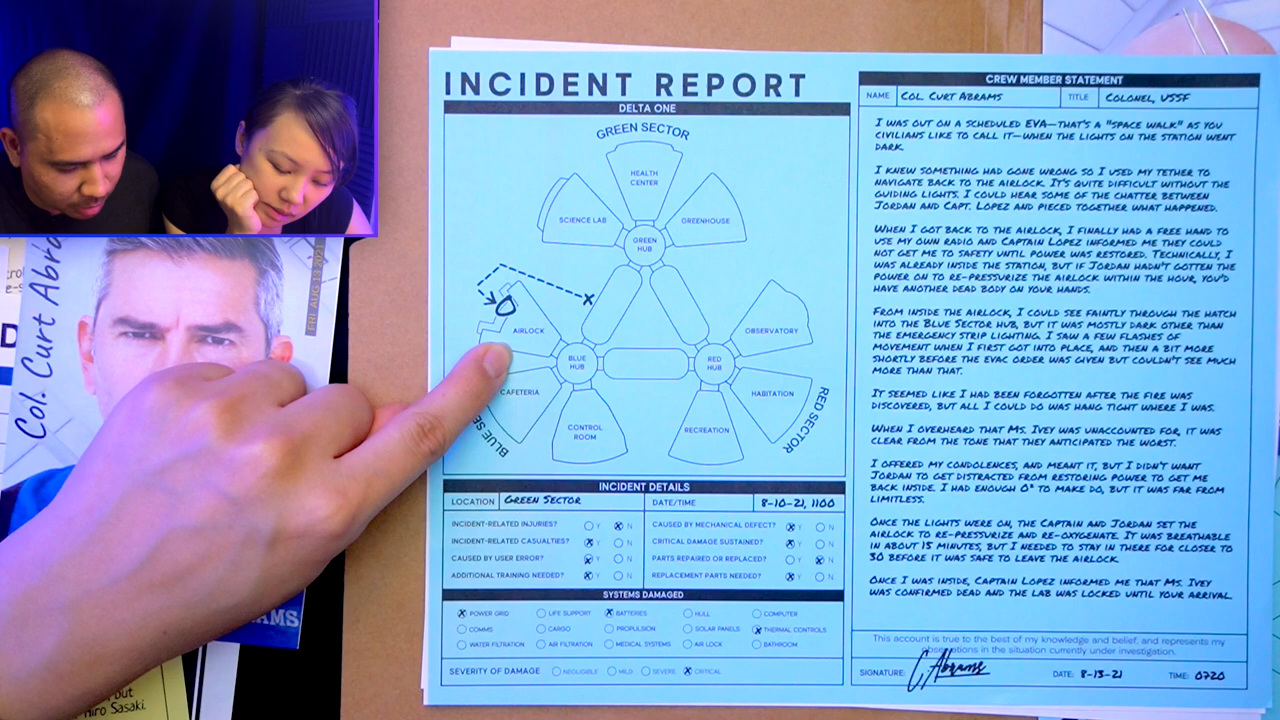 INCIDENT REPORT
DELTA ONE
GREEN SECTOR
HEALTH
CENTER
SCIENCE LAB
GREENHOUSE
GREEN
HUB
AIRLOCK
OBSERVATORY
BLUE
HUB
RED
HUB
CAFETERIA
HABITATION
CONTROL
ROOM
RECREATION
BLUE SE
RED SECTOR
INCIDENT DETAILS
LOCATION GREEN SECTOR DATE/TIME 8-10-21, 1100
INCIDENT-RELATED INJURIES? Y X N CAUSED BY MECHANICAL DEFECT? X Y N
INCIDENT-RELATED CASUALTIES? X Y N CRITICAL DAMAGE SUSTAINED? X Y N
CAUSED BY USER ERROR? X Y N PARTS REPAIRED OR REPLACED? Y X N
ADDITIONAL TRAINING NEEDED? X Y N REPLACEMENT PARTS NEEDED? X Y N
SYSTEMS DAMAGED
X POWER GRID LIFE SUPPORT X BATTERIES HULL COMPUTER
COMMS CARGO PROPULSION SOLAR PANELS X THERMAL CONTROLS
WATER FILTRATION AIR FILTRATION MEDICAL SYSTEMS AIR LOCK BATHROOM
SEVERITY OF DAMAGE NEGLIGIBLE MILD SEVERE X CRITICAL
CREW MEMBER STATEMENT
NAME COL. CURT ABRAMS TITLE COLONEL, USSF
I WAS OUT ON A SCHEDULED EVA—THAT'S A "SPACE WALK" AS YOU
CIVILIANS LIKE TO CALL IT—WHEN THE LIGHTS ON THE STATION WENT
DARK.
I KNEW SOMETHING HAD GONE WRONG SO I USED MY TETHER TO
NAVIGATE BACK TO THE AIRLOCK. IT'S QUITE DIFFICULT WITHOUT THE
GUIDING LIGHTS. I COULD HEAR SOME OF THE CHATTER BETWEEN
JORDAN AND CAPT. LOPEZ AND PIECED TOGETHER WHAT HAPPENED.
WHEN I GOT BACK TO THE AIRLOCK, I FINALLY HAD A FREE HAND TO
USE MY OWN RADIO AND CAPTAIN LOPEZ INFORMED ME THEY COULD
NOT GET ME TO SAFETY UNTIL POWER WAS RESTORED. TECHNICALLY, I
WAS ALREADY INSIDE THE STATION, BUT IF JORDAN HADN'T GOTTEN THE
POWER ON TO RE-PRESSURIZE THE AIRLOCK WITHIN THE HOUR, YOU'D
HAVE ANOTHER DEAD BODY ON YOUR HANDS.
FROM INSIDE THE AIRLOCK, I COULD SEE FAINTLY THROUGH THE HATCH
INTO THE BLUE SECTOR HUB, BUT IT WAS MOSTLY DARK OTHER THAN
THE EMERGENCY STRIP LIGHTING. I SAW A FEW FLASHES OF
MOVEMENT WHEN I FIRST GOT INTO PLACE, AND THEN A BIT MORE
SHORTLY BEFORE THE EVAC ORDER WAS GIVEN BUT COULDN'T SEE MUCH
MORE THAN THAT.
IT SEEMED LIKE I HAD BEEN FORGOTTEN AFTER THE FIRE WAS
DISCOVERED, BUT ALL I COULD DO WAS HANG TIGHT WHERE I WAS.
WHEN I OVERHEARD THAT MS. IVEY WAS UNACCOUNTED FOR, IT WAS
CLEAR FROM THE TONE THAT THEY ANTICIPATED THE WORST.
I OFFERED MY CONDOLENCES, AND MEANT IT, BUT I DIDN'T WANT
JORDAN TO GET DISTRACTED FROM RESTORING POWER TO GET ME
BACK INSIDE. I HAD ENOUGH O² TO MAKE DO, BUT IT WAS FAR FROM
LIMITLESS.
ONCE THE LIGHTS WERE ON, THE CAPTAIN AND JORDAN SET THE
AIRLOCK TO RE-PRESSURIZE AND RE-OXYGENATE. IT WAS BREATHABLE
IN ABOUT 15 MINUTES, BUT I NEEDED TO STAY IN THERE FOR CLOSER TO
30 BEFORE IT WAS SAFE TO LEAVE THE AIRLOCK.
ONCE I WAS INSIDE, CAPTAIN LOPEZ INFORMED ME THAT MS. IVEY
WAS CONFIRMED DEAD AND THE LAB WAS LOCKED UNTIL YOUR ARRIVAL.
This account is true to the best of my knowledge and belief, and represents my
observations in the situation currently under investigation.
SIGNATURE: C Abrams DATE: 8-13-21 TIME: 0720
Col. Curt Abra
FRI AUG 13 2021
AMS
but
Hiro Sasaki.